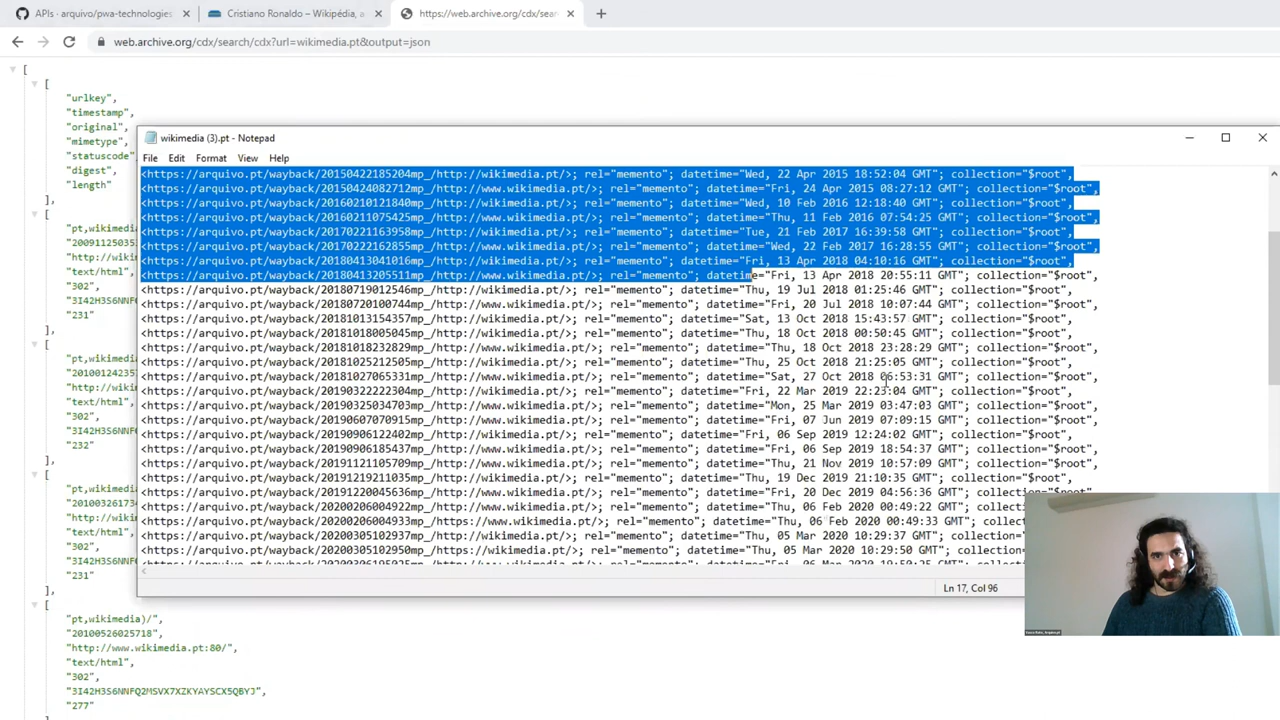 APIs · arquivo/pwa-technologies
Cristiano Ronaldo – Wikipédia, a
https://web.archive.org/cdx/sear
web.archive.org/cdx/search/cdx?url=wikimedia.pt&output=json
[
[
"urlkey",
"timestamp",
"original",
"mimetype",
"statuscode",
"digest",
"length"
],
[
"pt,wikimedia
"2009112503
"http://wiki
"text/html",
"302",
"3I42H3S6NNF
"231"
],
[
"pt,wikimedia
"2010012423
"http://wiki
"text/html",
"302",
"3I42H3S6NNF
"232"
],
[
"pt,wikimedia
"2010032617
"http://wiki
"text/html",
"302",
"3I42H3S6NNF
"231"
],
[
"pt,wikimedia)/",
"20100526025718",
"http://www.wikimedia.pt:80/",
"text/html",
"302",
"3I42H3S6NNFQ2MSVX7XZKYAYSCX5QBYJ",
"277"
wikimedia (3).pt - Notepad
File Edit Format View Help
<https://arquivo.pt/wayback/20150422185204mp_/http://wikimedia.pt/>; rel="memento"; datetime="Wed, 22 Apr 2015 18:52:04 GMT"; collection="$root",
<https://arquivo.pt/wayback/20150424082712mp_/http://www.wikimedia.pt/>; rel="memento"; datetime="Fri, 24 Apr 2015 08:27:12 GMT"; collection="$root",
<https://arquivo.pt/wayback/20160210121840mp_/http://wikimedia.pt/>; rel="memento"; datetime="Wed, 10 Feb 2016 12:18:40 GMT"; collection="$root",
<https://arquivo.pt/wayback/20160211075425mp_/http://wikimedia.pt/>; rel="memento"; datetime="Thu, 11 Feb 2016 07:54:25 GMT"; collection="$root",
<https://arquivo.pt/wayback/20170221163958mp_/http://wikimedia.pt/>; rel="memento"; datetime="Tue, 21 Feb 2017 16:39:58 GMT"; collection="$root",
<https://arquivo.pt/wayback/20170222162855mp_/http://www.wikimedia.pt/>; rel="memento"; datetime="Wed, 22 Feb 2017 16:28:55 GMT"; collection="$root",
<https://arquivo.pt/wayback/20180413041016mp_/http://wikimedia.pt/>; rel="memento"; datetime="Fri, 13 Apr 2018 04:10:16 GMT"; collection="$root",
<https://arquivo.pt/wayback/20180413205511mp_/http://www.wikimedia.pt/>; rel="memento"; datetime="Fri, 13 Apr 2018 20:55:11 GMT"; collection="$root",
<https://arquivo.pt/wayback/20180719012546mp_/http://wikimedia.pt/>; rel="memento"; datetime="Thu, 19 Jul 2018 01:25:46 GMT"; collection="$root",
<https://arquivo.pt/wayback/20180720100744mp_/http://www.wikimedia.pt/>; rel="memento"; datetime="Fri, 20 Jul 2018 10:07:44 GMT"; collection="$root",
<https://arquivo.pt/wayback/20181013154357mp_/http://wikimedia.pt/>; rel="memento"; datetime="Sat, 13 Oct 2018 15:43:57 GMT"; collection="$root",
<https://arquivo.pt/wayback/20181018005045mp_/http://wikimedia.pt/>; rel="memento"; datetime="Thu, 18 Oct 2018 00:50:45 GMT"; collection="$root",
<https://arquivo.pt/wayback/20181018232829mp_/http://www.wikimedia.pt/>; rel="memento"; datetime="Thu, 18 Oct 2018 23:28:29 GMT"; collection="$root",
<https://arquivo.pt/wayback/20181025212505mp_/http://www.wikimedia.pt/>; rel="memento"; datetime="Thu, 25 Oct 2018 21:25:05 GMT"; collection="$root",
<https://arquivo.pt/wayback/20181027065331mp_/http://www.wikimedia.pt/>; rel="memento"; datetime="Sat, 27 Oct 2018 06:53:31 GMT"; collection="$root",
<https://arquivo.pt/wayback/20190322222304mp_/http://wikimedia.pt/>; rel="memento"; datetime="Fri, 22 Mar 2019 22:23:04 GMT"; collection="$root",
<https://arquivo.pt/wayback/20190325034703mp_/http://www.wikimedia.pt/>; rel="memento"; datetime="Mon, 25 Mar 2019 03:47:03 GMT"; collection="$root",
<https://arquivo.pt/wayback/20190607070915mp_/http://www.wikimedia.pt/>; rel="memento"; datetime="Fri, 07 Jun 2019 07:09:15 GMT"; collection="$root",
<https://arquivo.pt/wayback/20190906122402mp_/http://wikimedia.pt/>; rel="memento"; datetime="Fri, 06 Sep 2019 12:24:02 GMT"; collection="$root",
<https://arquivo.pt/wayback/20190906185437mp_/http://www.wikimedia.pt/>; rel="memento"; datetime="Fri, 06 Sep 2019 18:54:37 GMT"; collection="$root",
<https://arquivo.pt/wayback/20191121105709mp_/http://www.wikimedia.pt/>; rel="memento"; datetime="Thu, 21 Nov 2019 10:57:09 GMT"; collection="$root",
<https://arquivo.pt/wayback/20191219211035mp_/http://wikimedia.pt/>; rel="memento"; datetime="Thu, 19 Dec 2019 21:10:35 GMT"; collection="$root",
<https://arquivo.pt/wayback/20191220045636mp_/http://www.wikimedia.pt/>; rel="memento"; datetime="Fri, 20 Dec 2019 04:56:36 GMT"; collection="$root",
<https://arquivo.pt/wayback/20200206004922mp_/http://www.wikimedia.pt/>; rel="memento"; datetime="Thu, 06 Feb 2020 00:49:22 GMT"; collection="$root",
<https://arquivo.pt/wayback/20200206004933mp_/https://www.wikimedia.pt/>; rel="memento"; datetime="Thu, 06 Feb 2020 00:49:33 GMT"; collection="$root
<https://arquivo.pt/wayback/20200305102937mp_/http://www.wikimedia.pt/>; rel="memento"; datetime="Thu, 05 Mar 2020 10:29:37 GMT"; collection="$root"
<https://arquivo.pt/wayback/20200305102950mp_/https://www.wikimedia.pt/>; rel="memento"; datetime="Thu, 05 Mar 2020 10:29:50 GMT"; collection="$root
Ln 17, Col 96